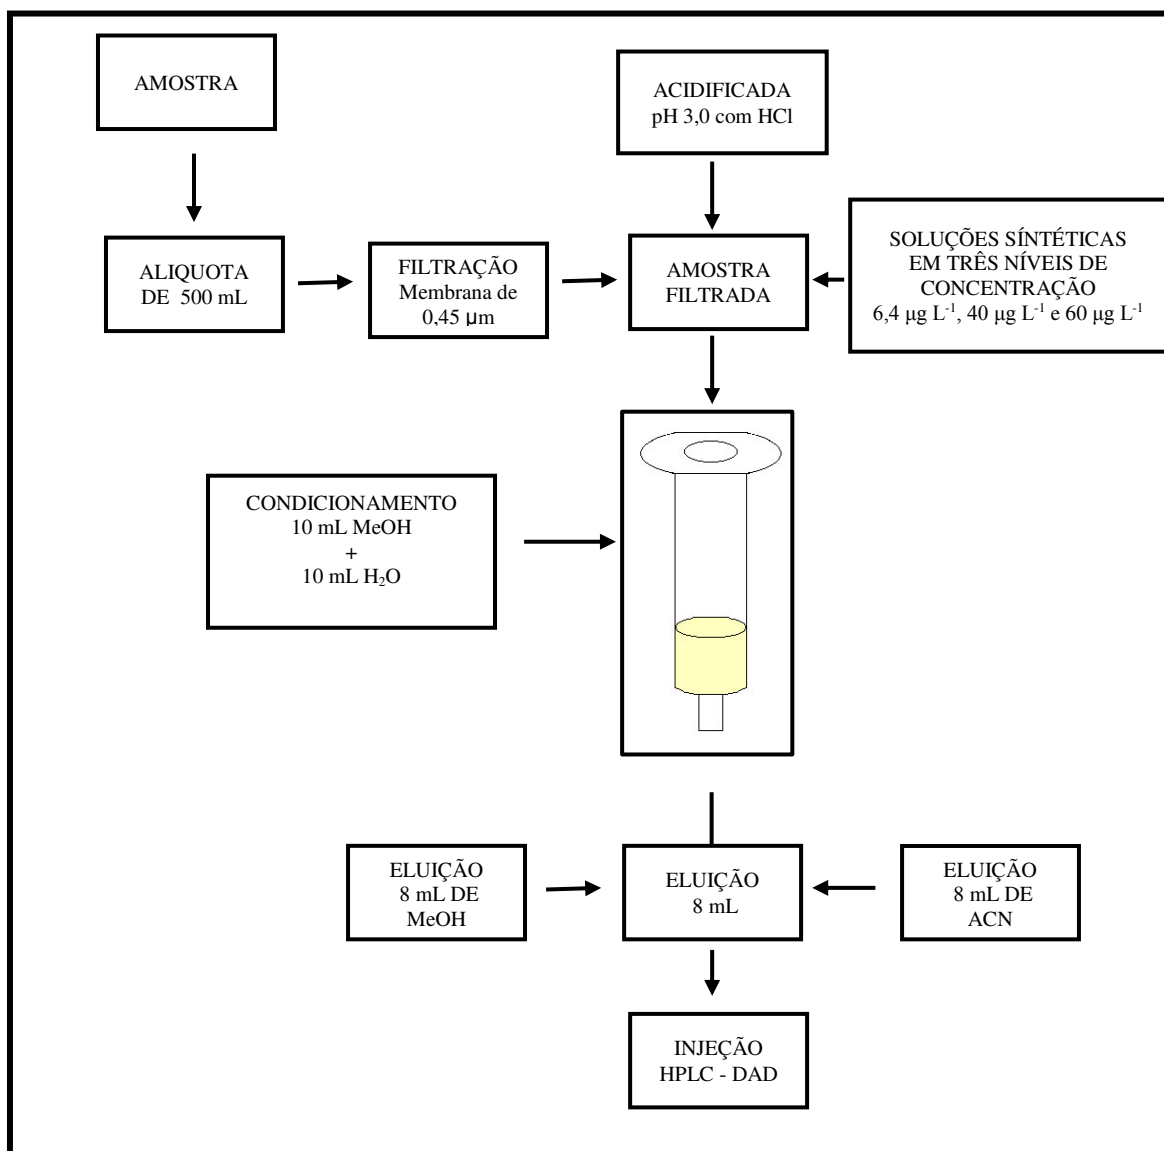 AMOSTRA
ACIDIFICADA
pH 3,0 com HCl
ALIQUOTA
DE 500 mL
FILTRAÇÃO
Membrana de
0,45 µm
AMOSTRA
FILTRADA
SOLUÇÕES SÍNTÉTICAS
EM TRÊS NÍVEIS DE
CONCENTRAÇÃO
6,4 µg L⁻¹, 40 µg L⁻¹ e 60 µg L⁻¹
CONDICIONAMENTO
10 mL MeOH
+
10 mL H₂O
ELUIÇÃO
8 mL DE
MeOH
ELUIÇÃO
8 mL
ELUIÇÃO
8 mL DE
ACN
INJEÇÃO
HPLC - DAD